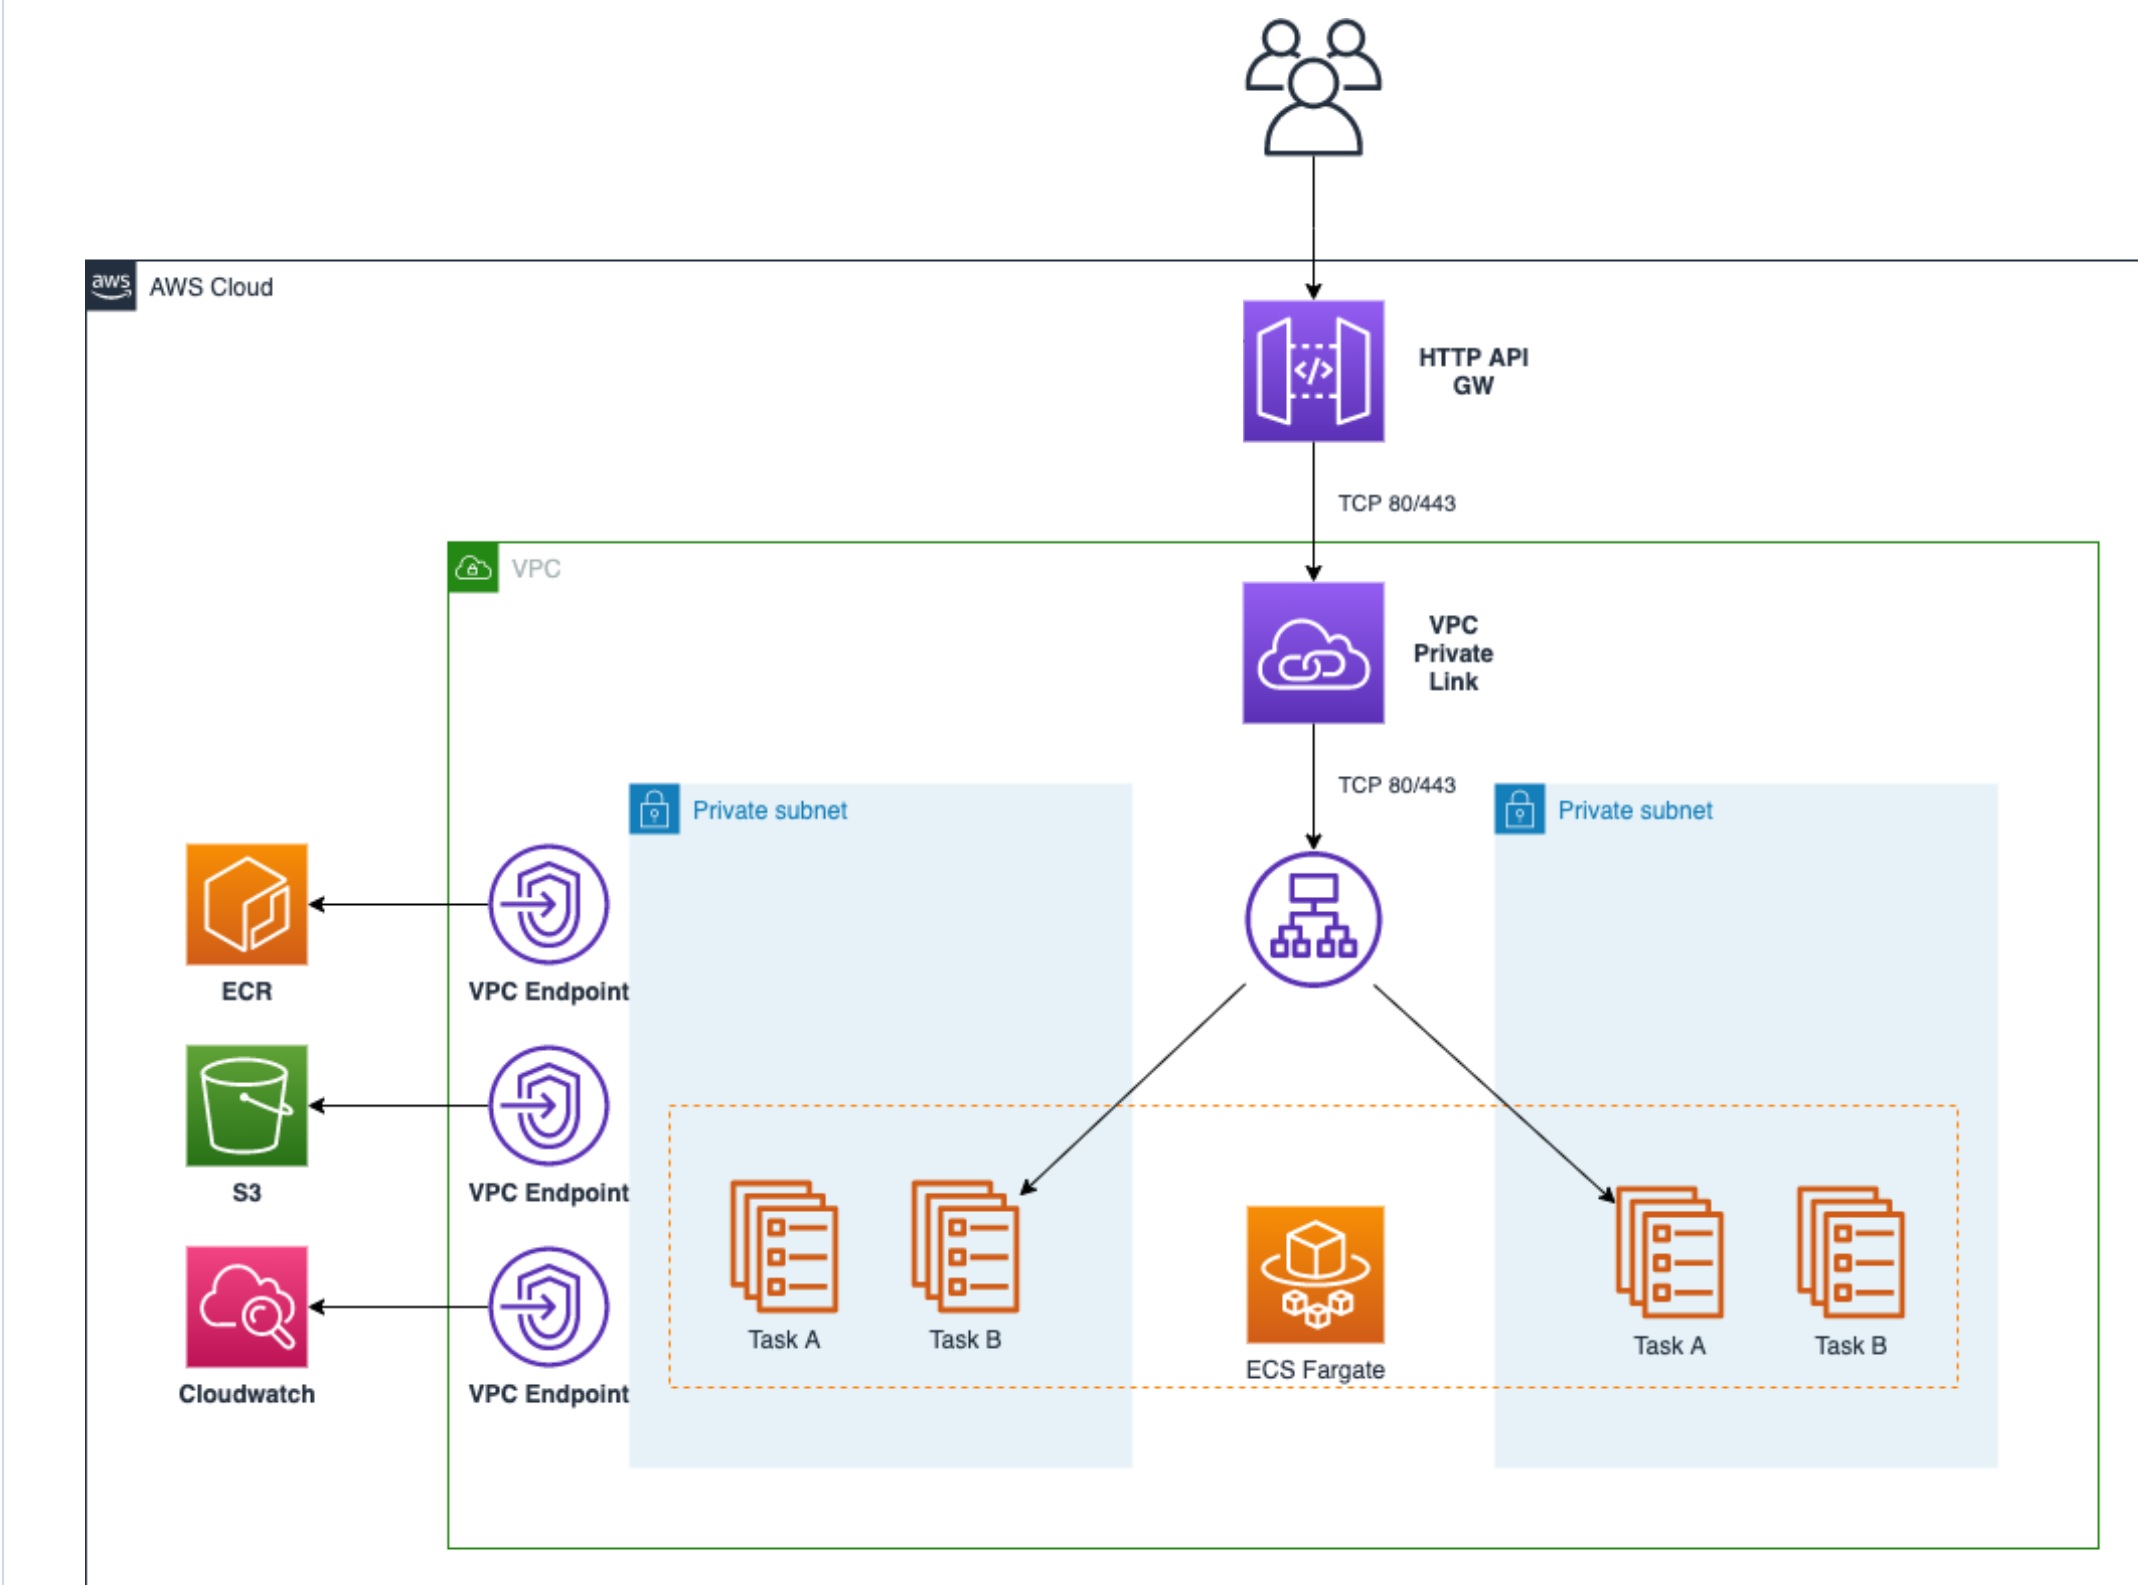 aws
AWS Cloud
HTTP API
GW
</>
TCP 80/443
VPC
VPC
Private
Link
TCP 80/443
Private subnet
Private subnet
ECR
VPC Endpoint
S3
VPC Endpoint
Cloudwatch
VPC Endpoint
Task A
Task B
ECS Fargate
Task A
Task B